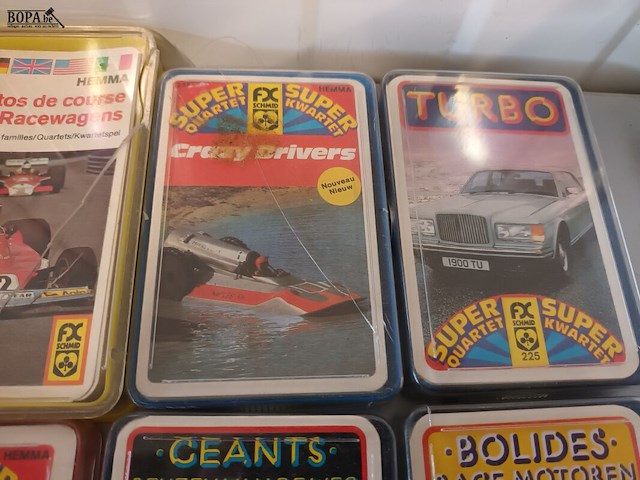 BOPA.be
HEMMA
tos de course
Racewagens
familles/Quartets/Kwartetspel
FX
SCHMID
HEMMA
SUPER SUPER
QUARTET KWARTET
FX
SCHMID
Crazy Drivers
Nouveau
Nieuw
TURBO
1900 TU
SUPER SUPER
QUARTET KWARTET
FX
SCHMID
225
HEMMA
·GEANTS·
·BOLIDES·
RACE MOTOREN